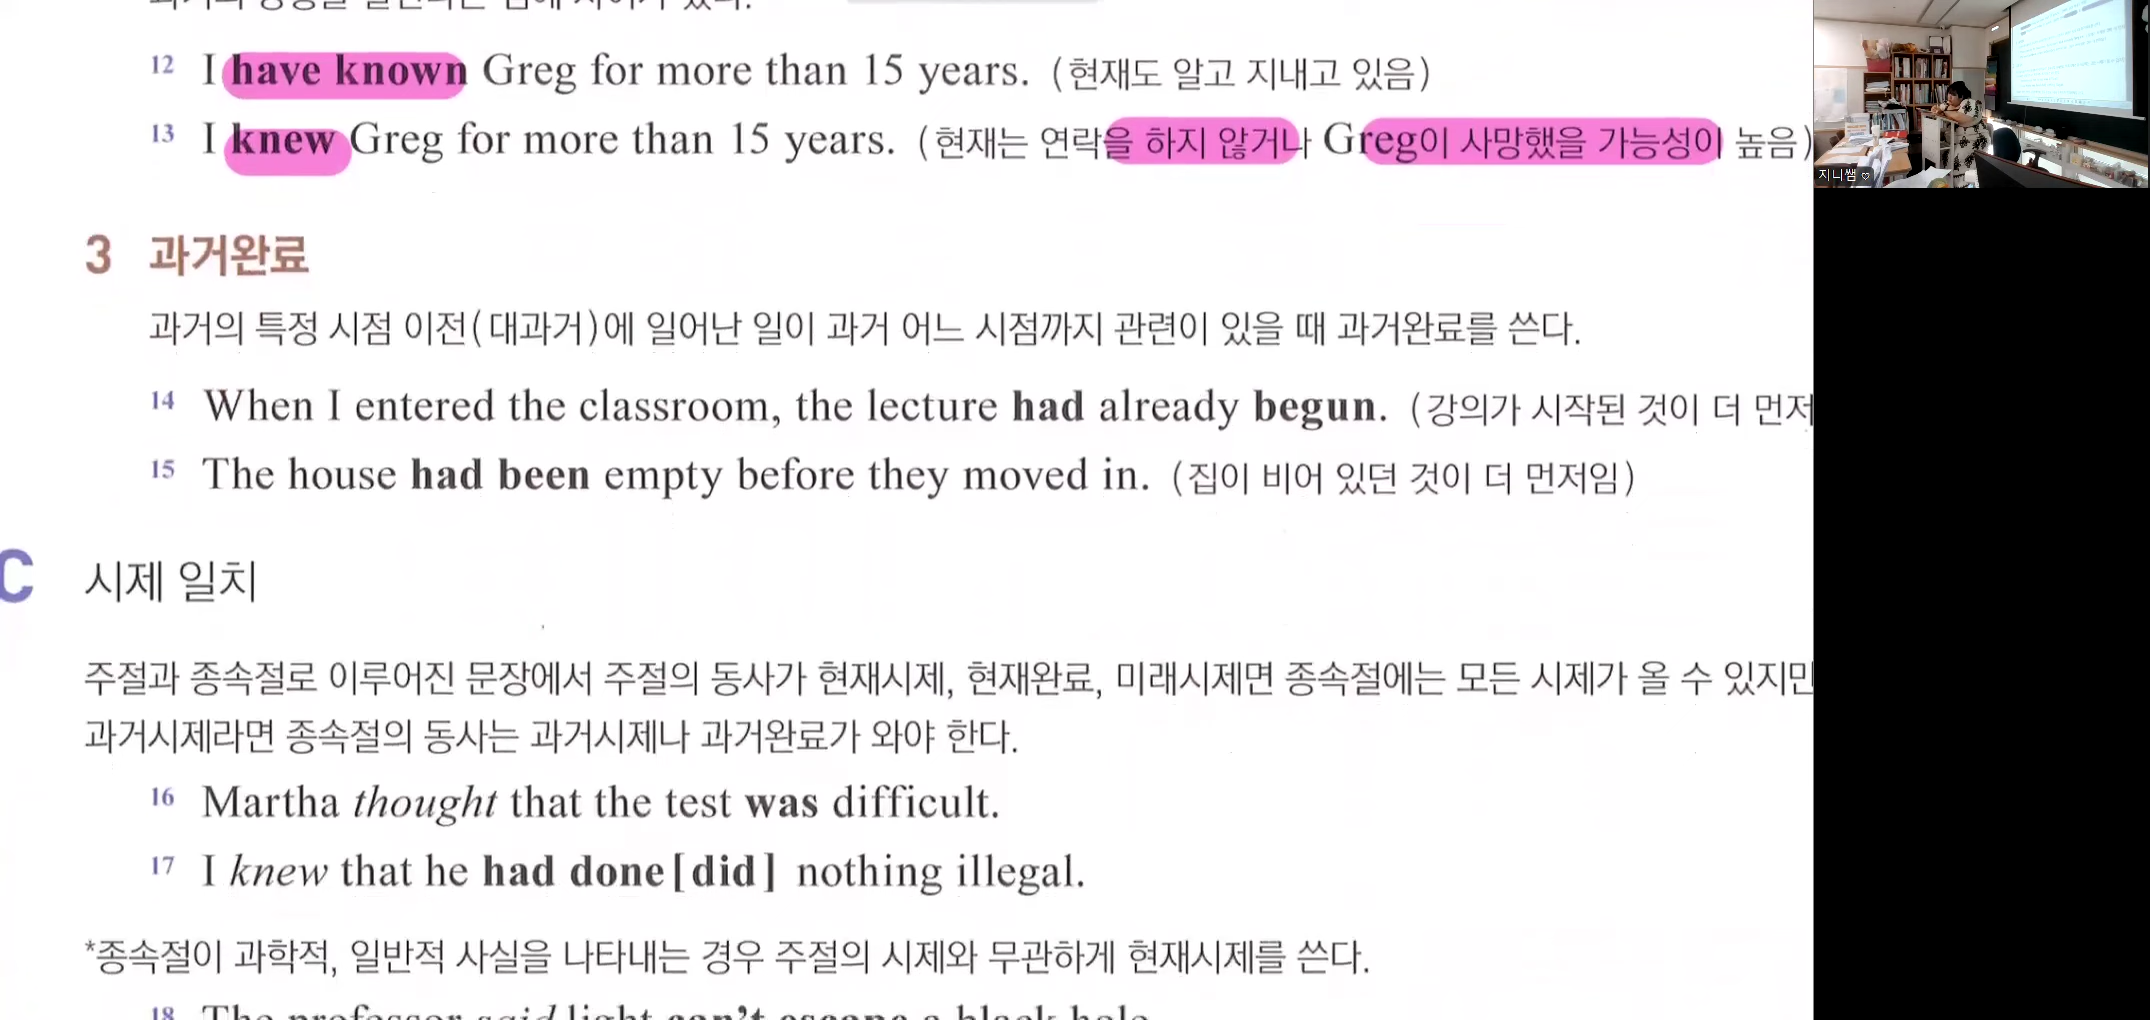 12 I have known Greg for more than 15 years. (현재도 알고 지내고 있음)
13 I knew Greg for more than 15 years. (현재는 연락을 하지 않거나 Greg이 사망했을 가능성이 높음)
지니쌤♡
3 과거완료
과거의 특정 시점 이전(대과거)에 일어난 일이 과거 어느 시점까지 관련이 있을 때 과거완료를 쓴다.
14 When I entered the classroom, the lecture had already begun. (강의가 시작된 것이 더 먼저
15 The house had been empty before they moved in. (집이 비어 있던 것이 더 먼저임)
C 시제 일치
주절과 종속절로 이루어진 문장에서 주절의 동사가 현재시제, 현재완료, 미래시제면 종속절에는 모든 시제가 올 수 있지만
과거시제라면 종속절의 동사는 과거시제나 과거완료가 와야 한다.
16 Martha thought that the test was difficult.
17 I knew that he had done[did] nothing illegal.
*종속절이 과학적, 일반적 사실을 나타내는 경우 주절의 시제와 무관하게 현재시제를 쓴다.
18 The professor said light can't escape a black hole.